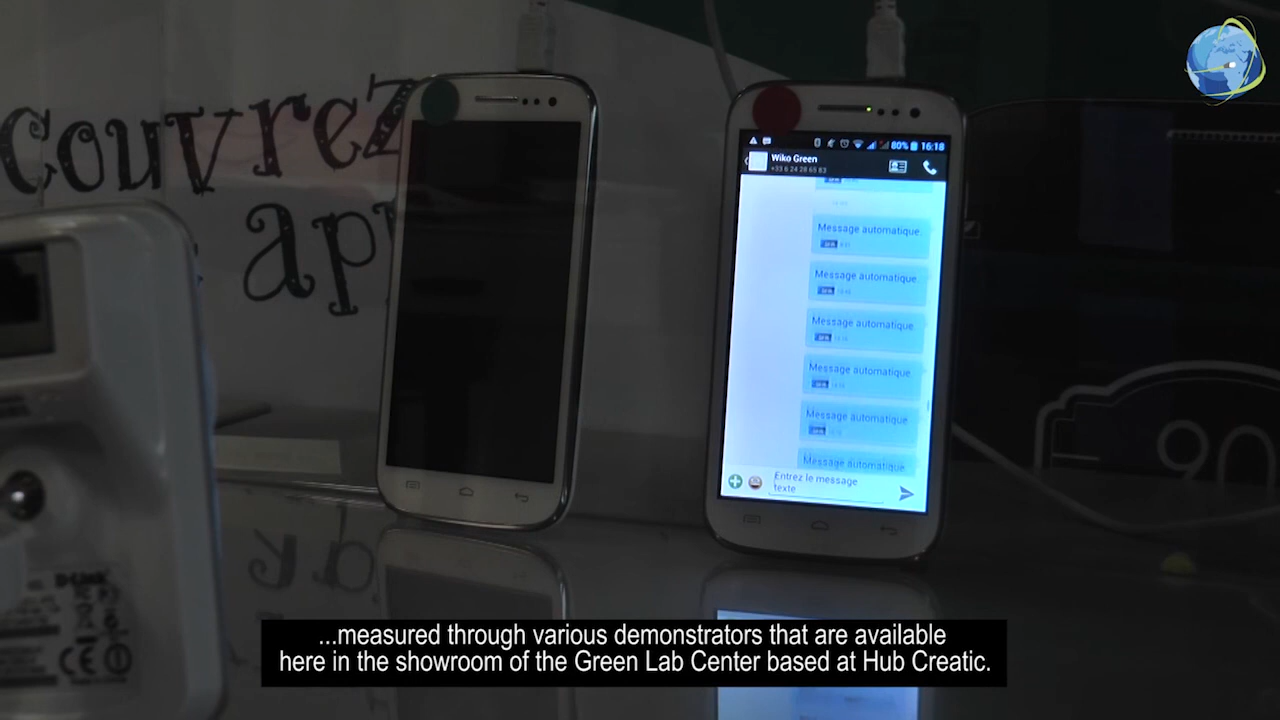 couvrez
ap
80% 16:18
Wiko Green
+33 6 24 28 65 83
Message automatique.
Message automatique.
Message automatique.
Message automatique.
Message automatique.
Message automatique.
Entrez le message
texte
90
D-Link
CE
...measured through various demonstrators that are available
here in the showroom of the Green Lab Center based at Hub Creatic.